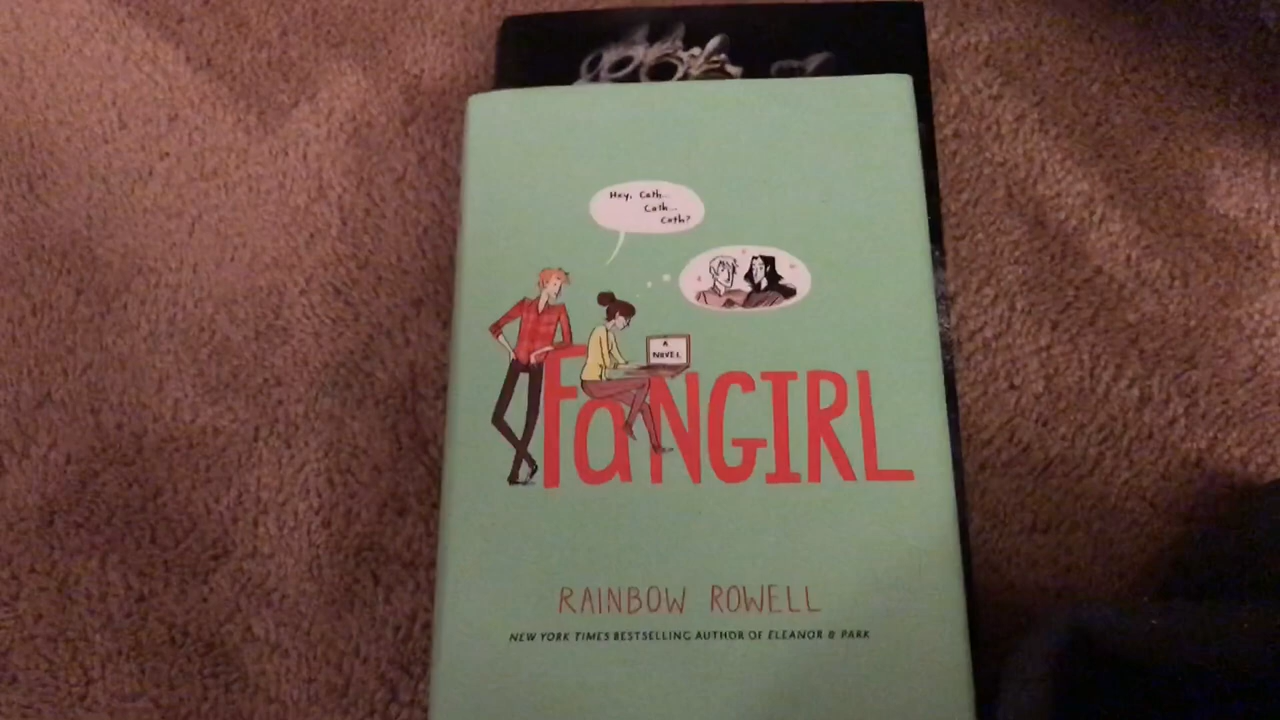 Hey, Cath...
Cath...
Cath?
A
NOVEL
FaNGIRL
RAINBOW ROWELL
NEW YORK TIMES BESTSELLING AUTHOR OF ELEANOR & PARK